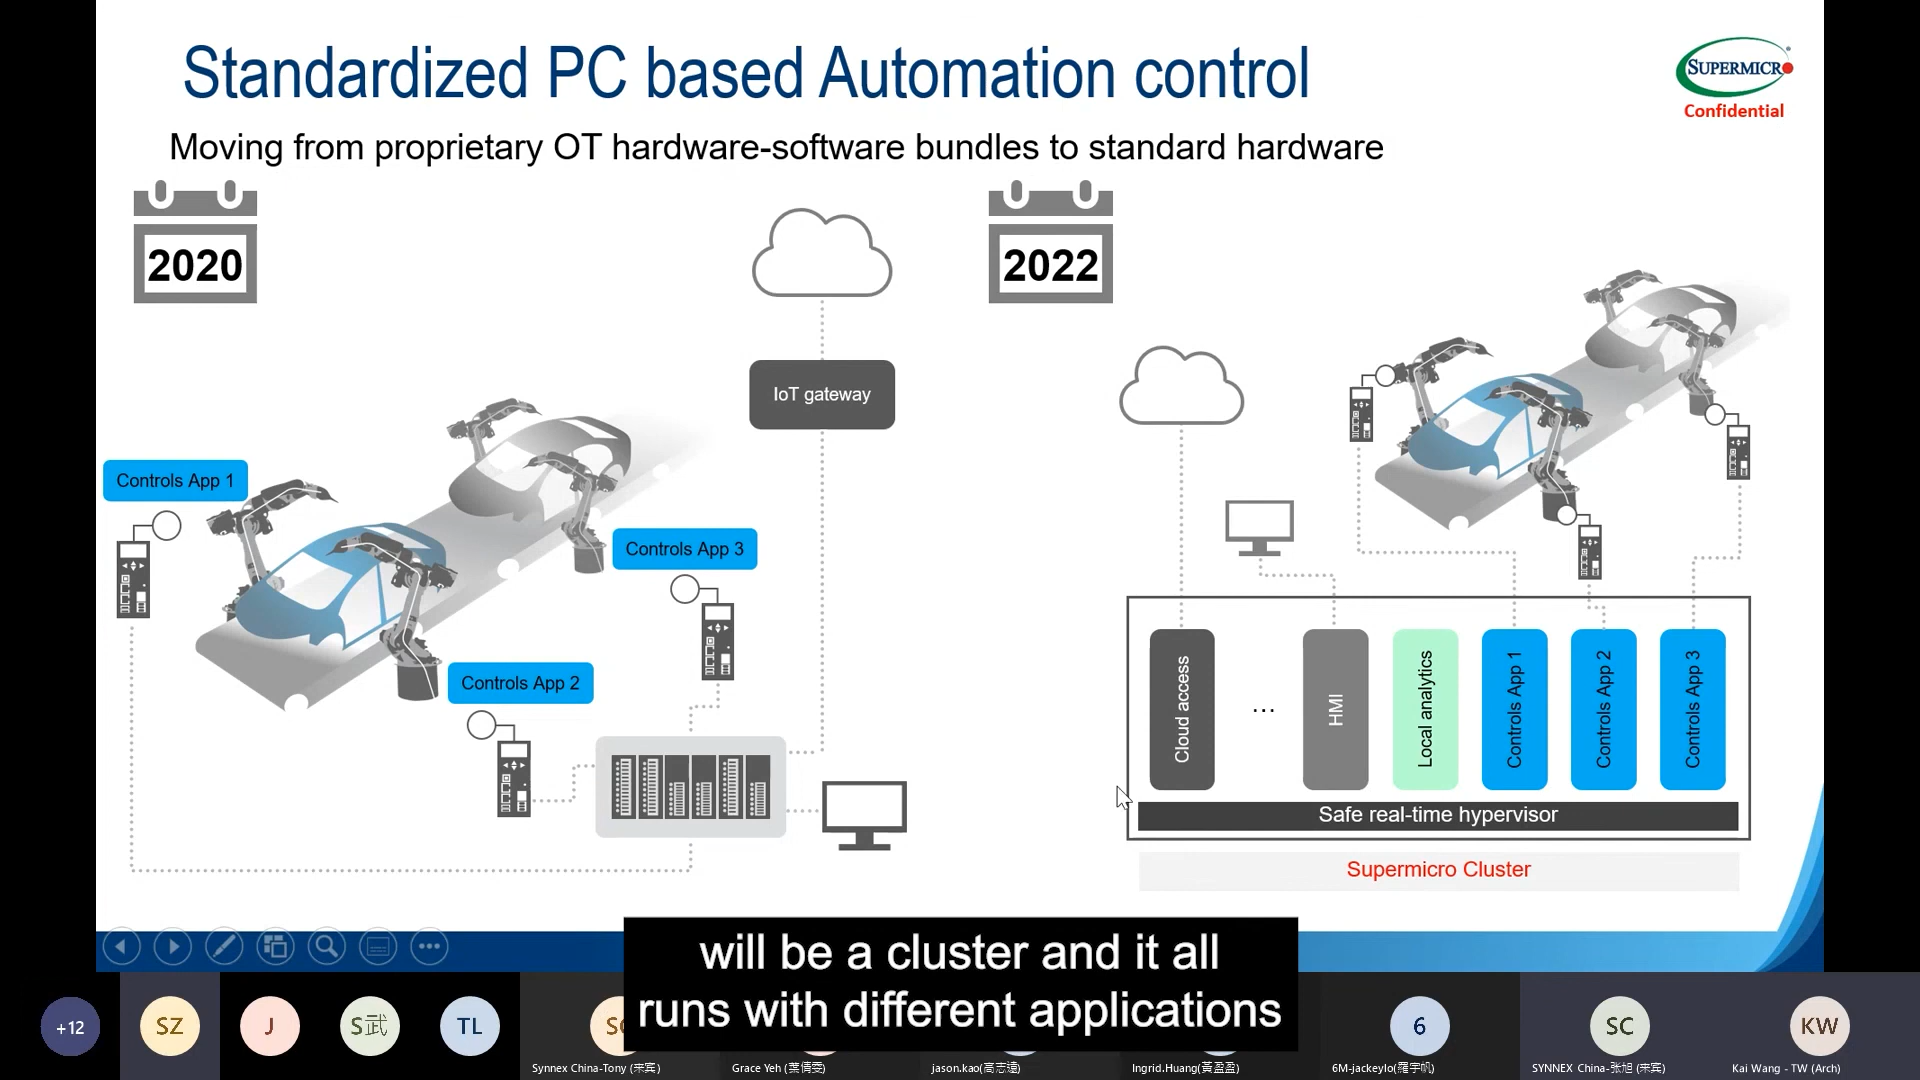 Standardized PC based Automation control
SUPERMICRO
Confidential
Moving from proprietary OT hardware-software bundles to standard hardware
2020
2022
IoT gateway
Controls App 1
Controls App 3
Controls App 2
Cloud access
...
HMI
Local analytics
Controls App 1
Controls App 2
Controls App 3
Safe real-time hypervisor
Supermicro Cluster
will be a cluster and it all
runs with different applications
+12
SZ
J
S武
TL
6
SC
KW
Synnex China-Tony (宋宾)
Grace Yeh (葉倩雯)
jason.kao(高志遠)
Ingrid.Huang(黃盈盈)
6M-jackeylo(羅宇帆)
SYNNEX China-张旭 (宋宾)
Kai Wang - TW (Arch)